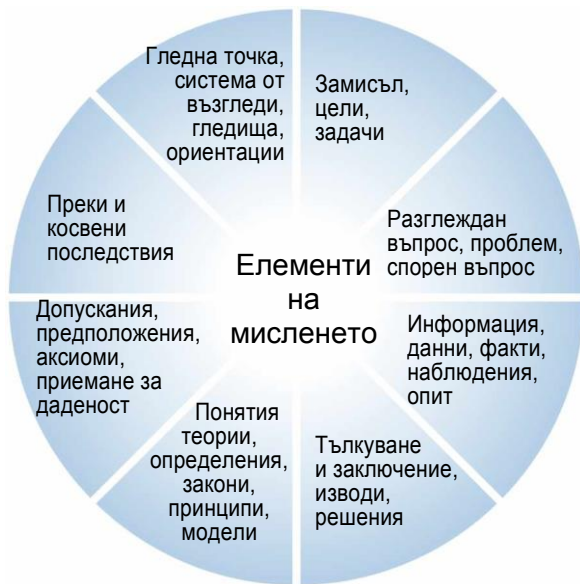 Гледна точка,
система от
възгледи,
гледища,
ориентации
Замисъл,
цели,
задачи
Разглеждан
въпрос, проблем,
спорен въпрос
Информация,
данни, факти,
наблюдения,
опит
Тълкуване
и заключение,
изводи,
решения
Понятия
теории,
определения,
закони,
принципи,
модели
Допускания,
предположения,
аксиоми,
приемане за
даденост
Преки и
косвени
последствия
Елементи
на
мисленето